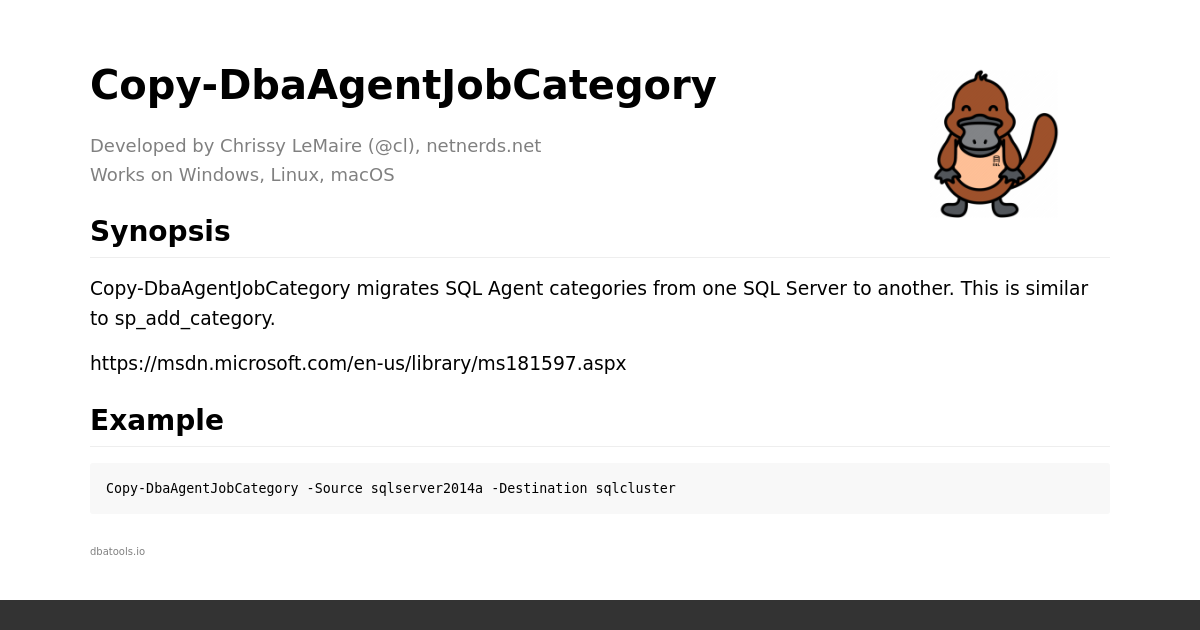 Copy-DbaAgentJobCategory
Developed by Chrissy LeMaire (@cl), netnerds.net
Works on Windows, Linux, macOS
Synopsis
Copy-DbaAgentJobCategory migrates SQL Agent categories from one SQL Server to another. This is similar
to sp_add_category.
https://msdn.microsoft.com/en-us/library/ms181597.aspx
Example
Copy-DbaAgentJobCategory -Source sqlserver2014a -Destination sqlcluster
dbatools.io